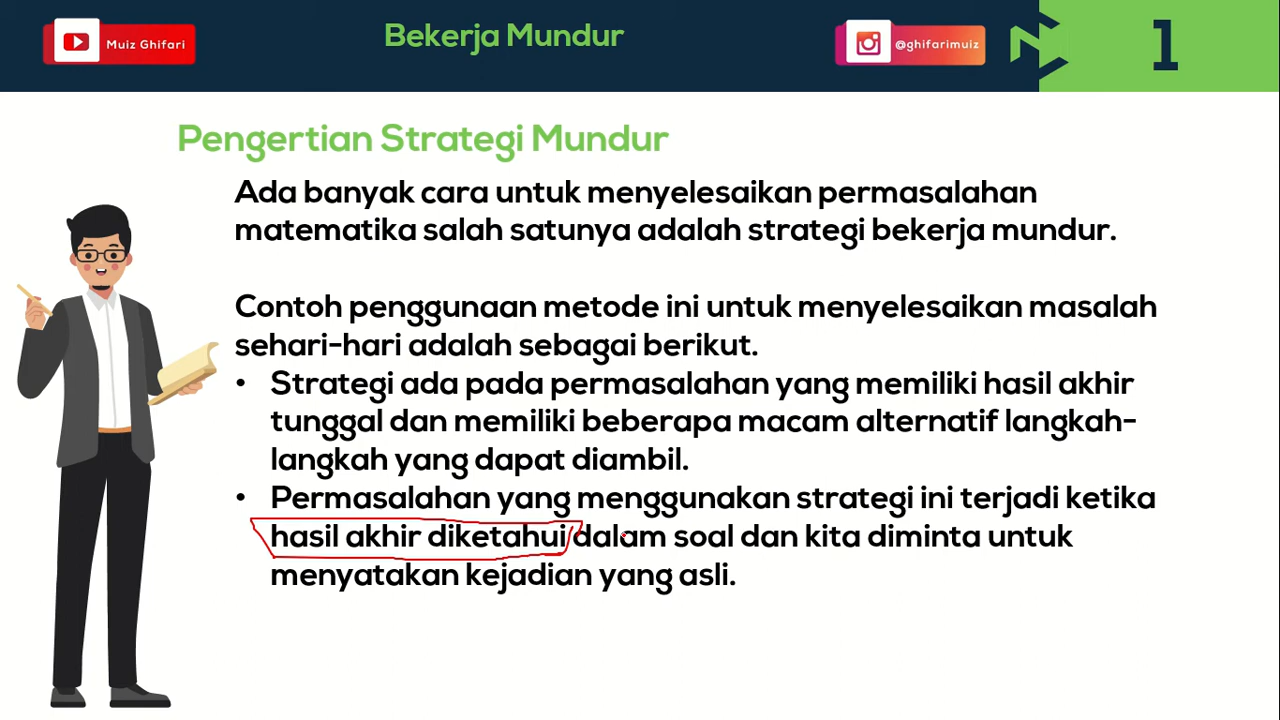 Muiz Ghifari
Bekerja Mundur
@ghifarimuiz
1
Pengertian Strategi Mundur
Ada banyak cara untuk menyelesaikan permasalahan
matematika salah satunya adalah strategi bekerja mundur.
Contoh penggunaan metode ini untuk menyelesaikan masalah
sehari-hari adalah sebagai berikut.
• Strategi ada pada permasalahan yang memiliki hasil akhir
tunggal dan memiliki beberapa macam alternatif langkah-
langkah yang dapat diambil.
• Permasalahan yang menggunakan strategi ini terjadi ketika
hasil akhir diketahui dalam soal dan kita diminta untuk
menyatakan kejadian yang asli.